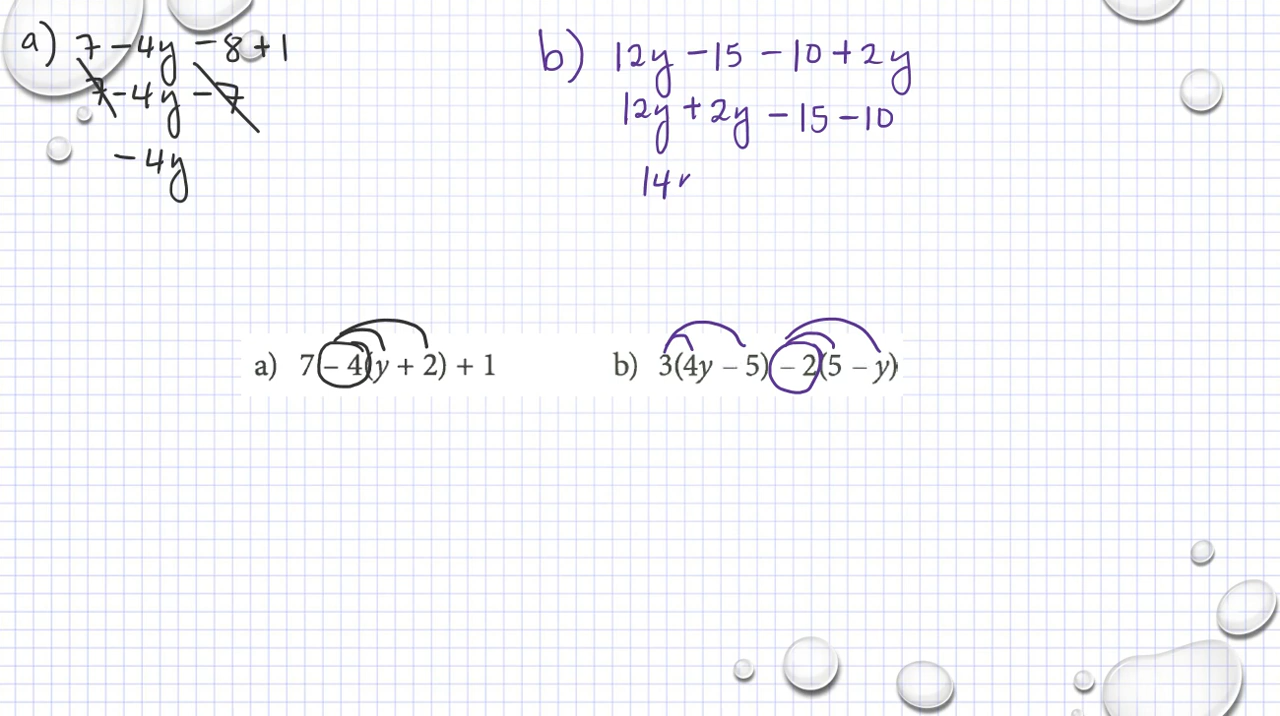 a) 7 - 4y - 8 + 1
7 - 4y - 7
- 4y
b) 12y - 15 - 10 + 2y
12y + 2y - 15 - 10
14
a) 7 – 4(y + 2) + 1
b) 3(4y – 5) – 2(5 – y)